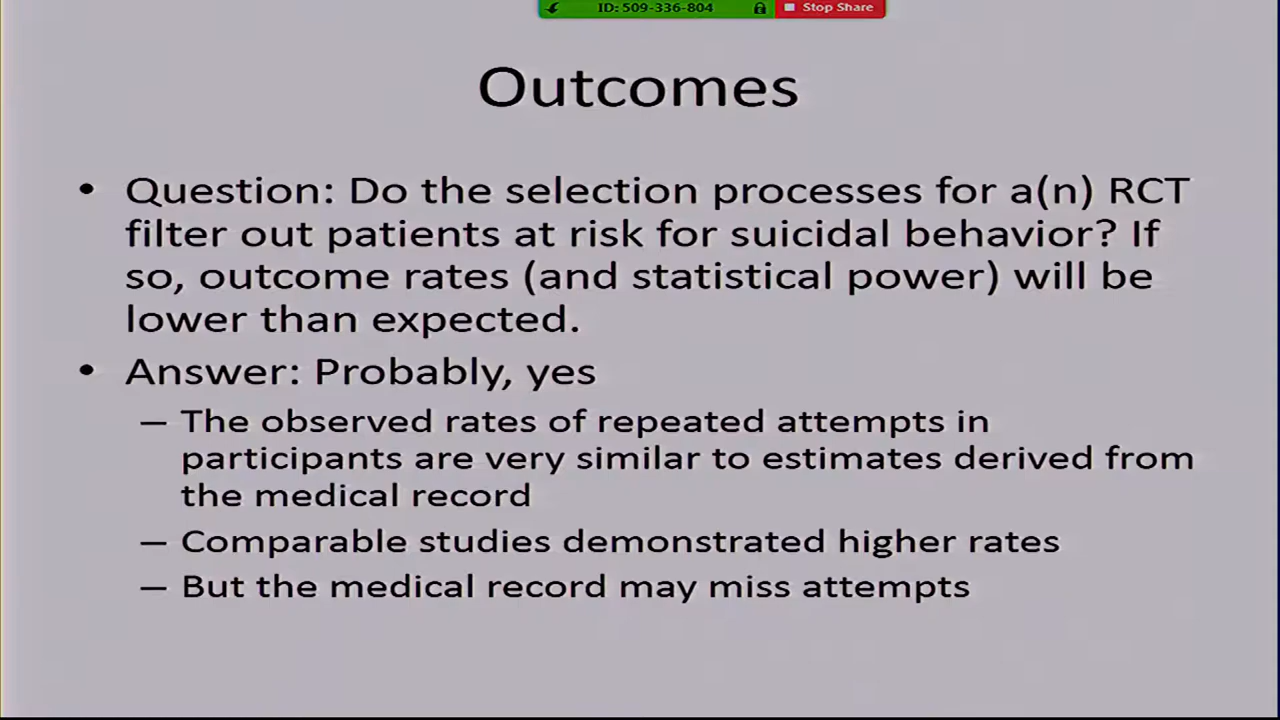 ID: 509-336-804 Stop Share
Outcomes
• Question: Do the selection processes for a(n) RCT
filter out patients at risk for suicidal behavior? If
so, outcome rates (and statistical power) will be
lower than expected.
• Answer: Probably, yes
– The observed rates of repeated attempts in
participants are very similar to estimates derived from
the medical record
– Comparable studies demonstrated higher rates
– But the medical record may miss attempts